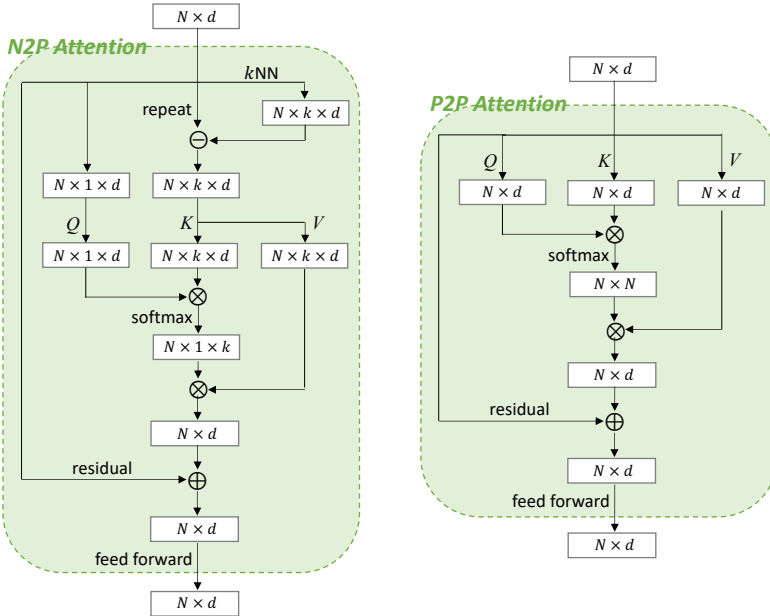 N × d
N2P Attention
kNN
N × k × d
repeat
N × 1 × d
N × k × d
Q
K
V
N × 1 × d
N × k × d
N × k × d
softmax
N × 1 × k
N × d
residual
N × d
feed forward
N × d
N × d
P2P Attention
Q
K
V
N × d
N × d
N × d
softmax
N × N
N × d
residual
N × d
feed forward
N × d